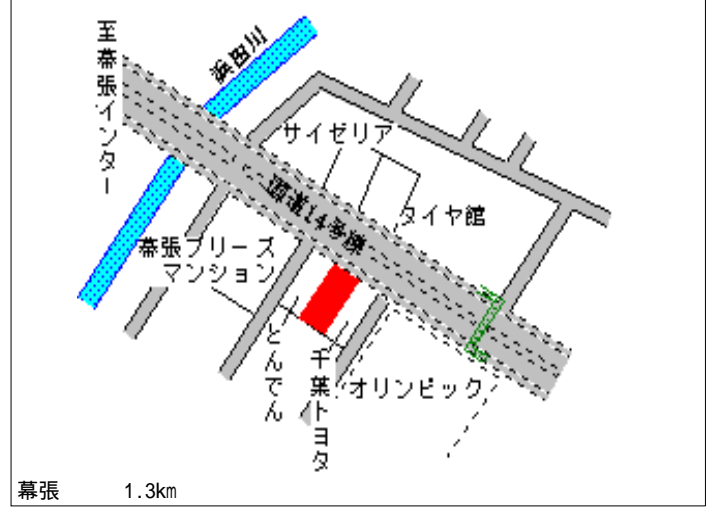 至幕張インター
浜田川
サイゼリア
国道14号線
タイヤ館
幕張ブリーズ
マンション
とんでん
千葉トヨタ
オリンピック
幕張 1.3km